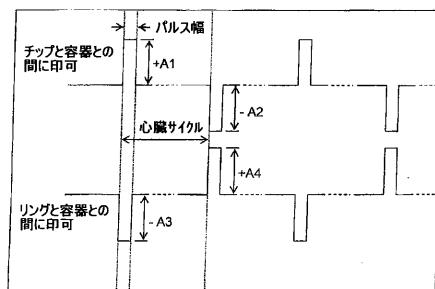 パルス幅
チップと容器との
間に印可
+A1
- A2
心臓サイクル
+A4
リングと容器との
間に印可
- A3